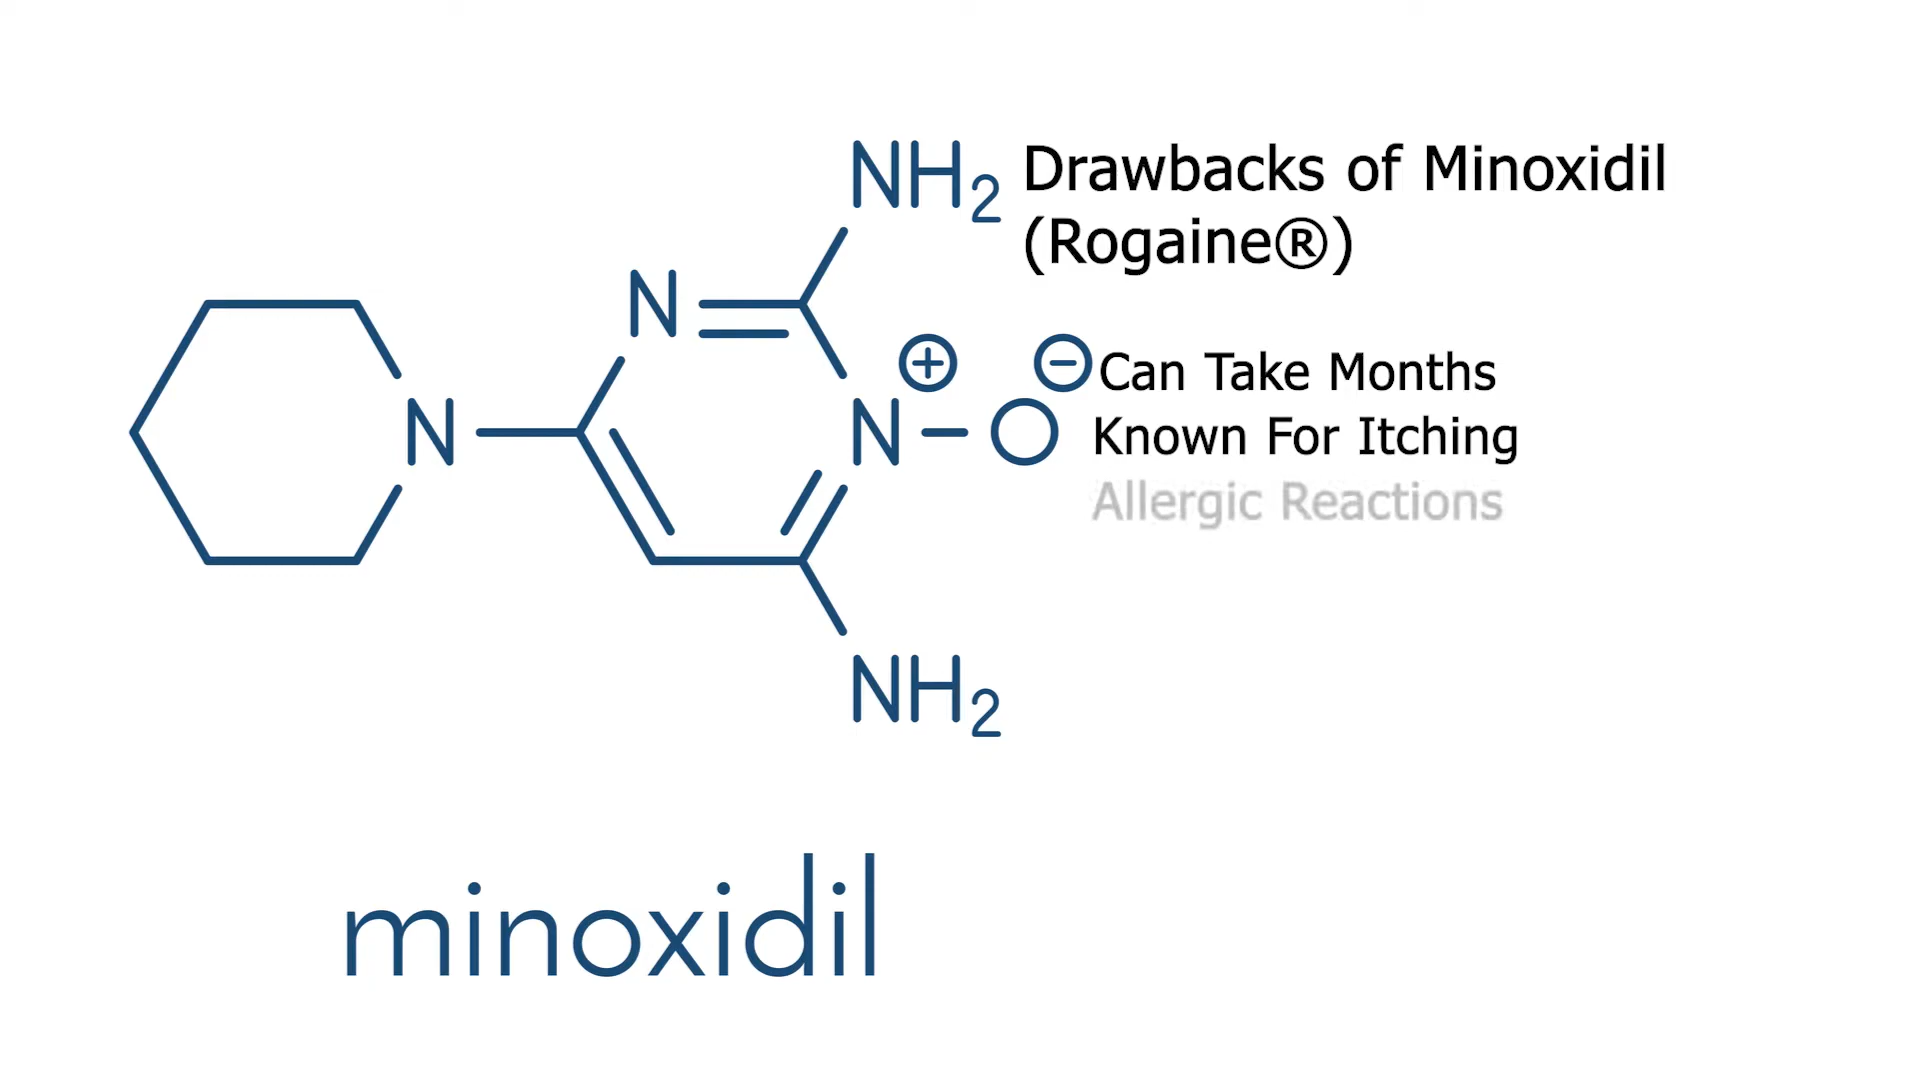 NH2
Drawbacks of Minoxidil
(Rogaine®)
N
+
−
Can Take Months
N
N
O
Known For Itching
Allergic Reactions
NH2
minoxidil